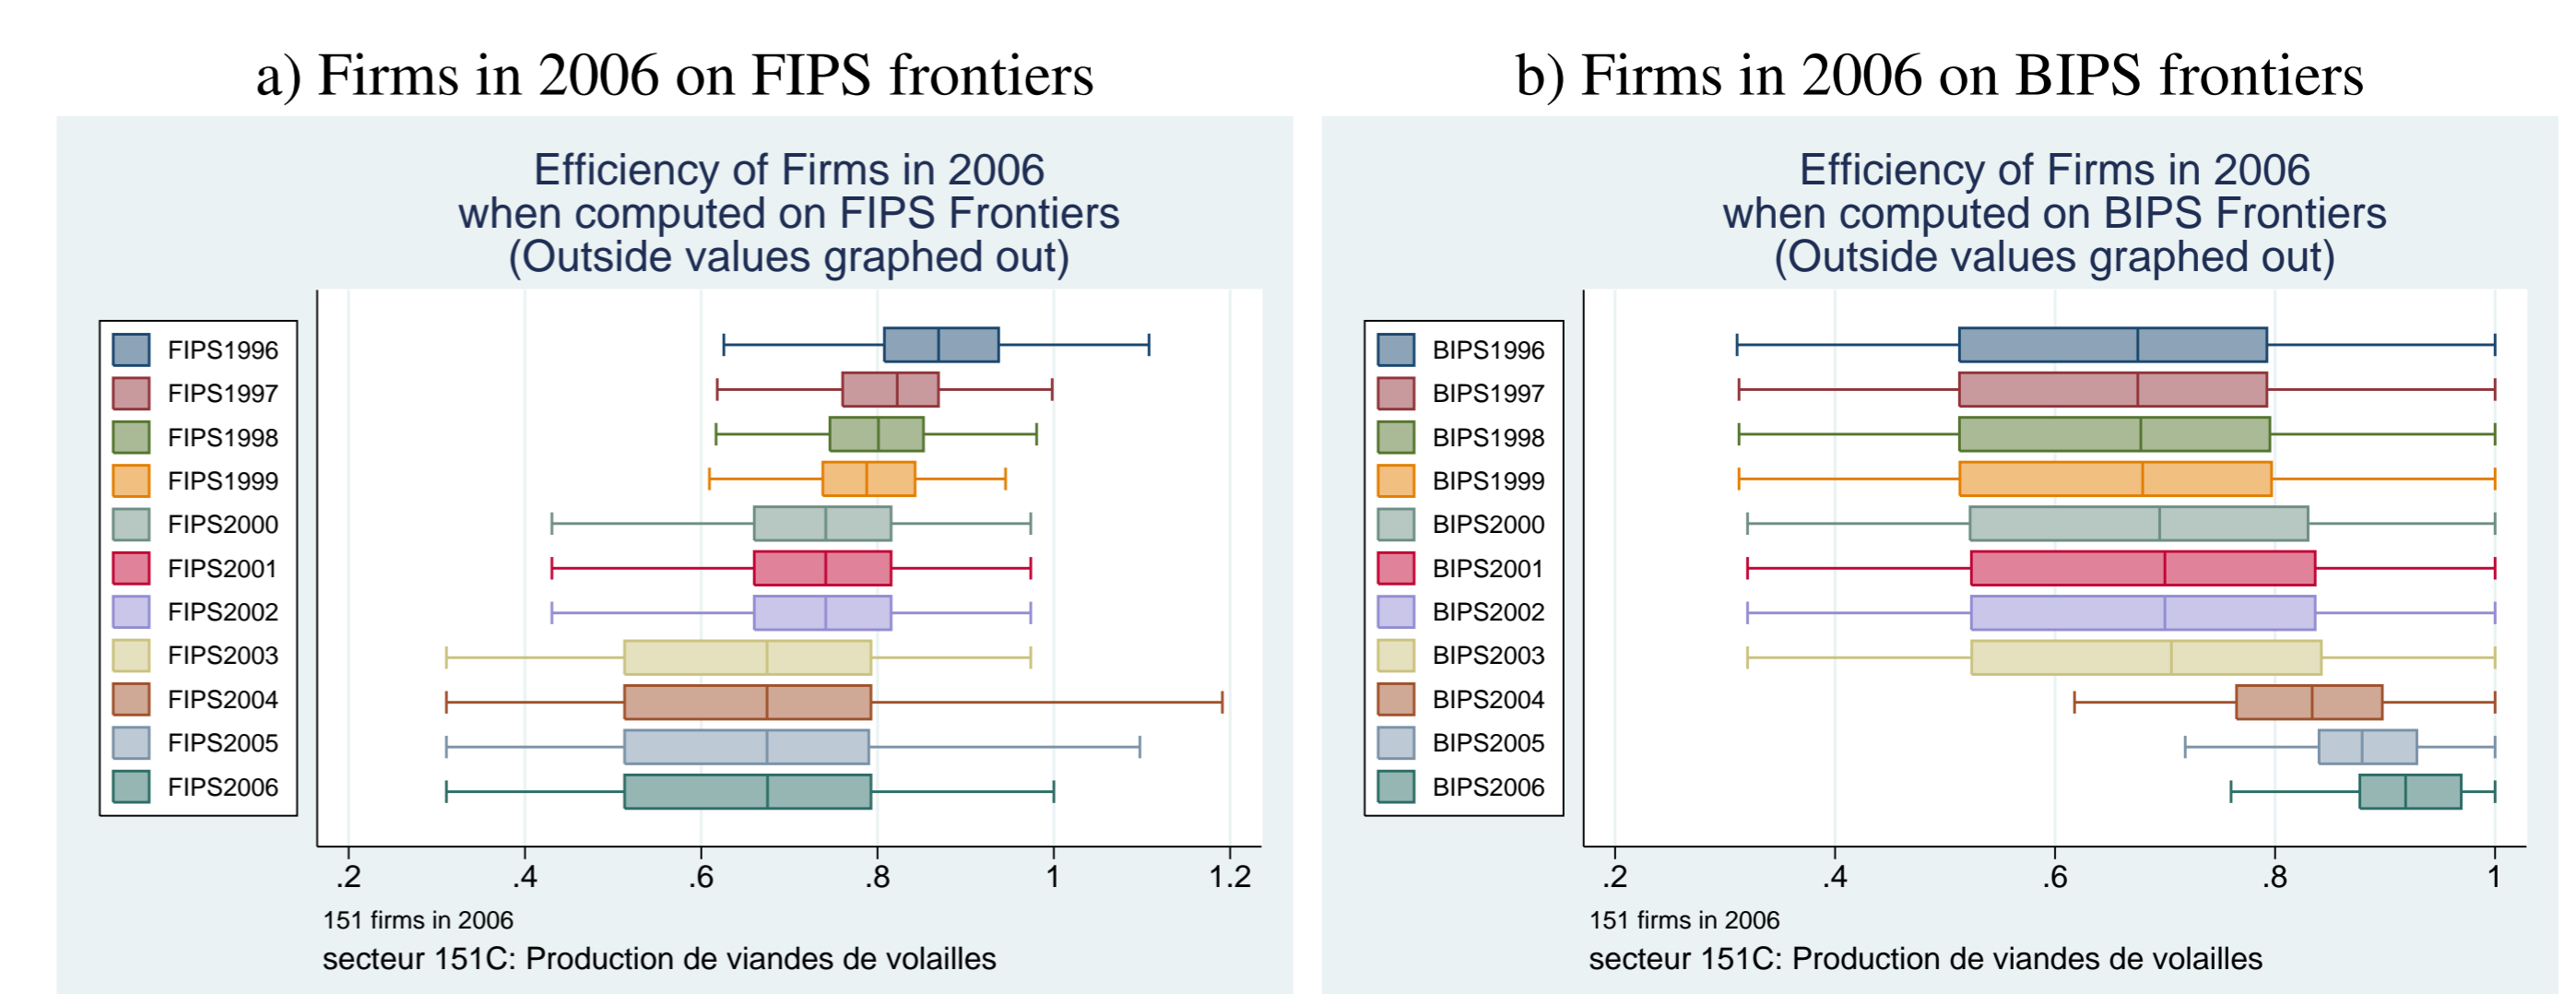 a) Firms in 2006 on FIPS frontiers
Efficiency of Firms in 2006
when computed on FIPS Frontiers
(Outside values graphed out)
FIPS1996
FIPS1997
FIPS1998
FIPS1999
FIPS2000
FIPS2001
FIPS2002
FIPS2003
FIPS2004
FIPS2005
FIPS2006
.2 .4 .6 .8 1 1.2
151 firms in 2006
secteur 151C: Production de viandes de volailles
b) Firms in 2006 on BIPS frontiers
Efficiency of Firms in 2006
when computed on BIPS Frontiers
(Outside values graphed out)
BIPS1996
BIPS1997
BIPS1998
BIPS1999
BIPS2000
BIPS2001
BIPS2002
BIPS2003
BIPS2004
BIPS2005
BIPS2006
.2 .4 .6 .8 1
151 firms in 2006
secteur 151C: Production de viandes de volailles